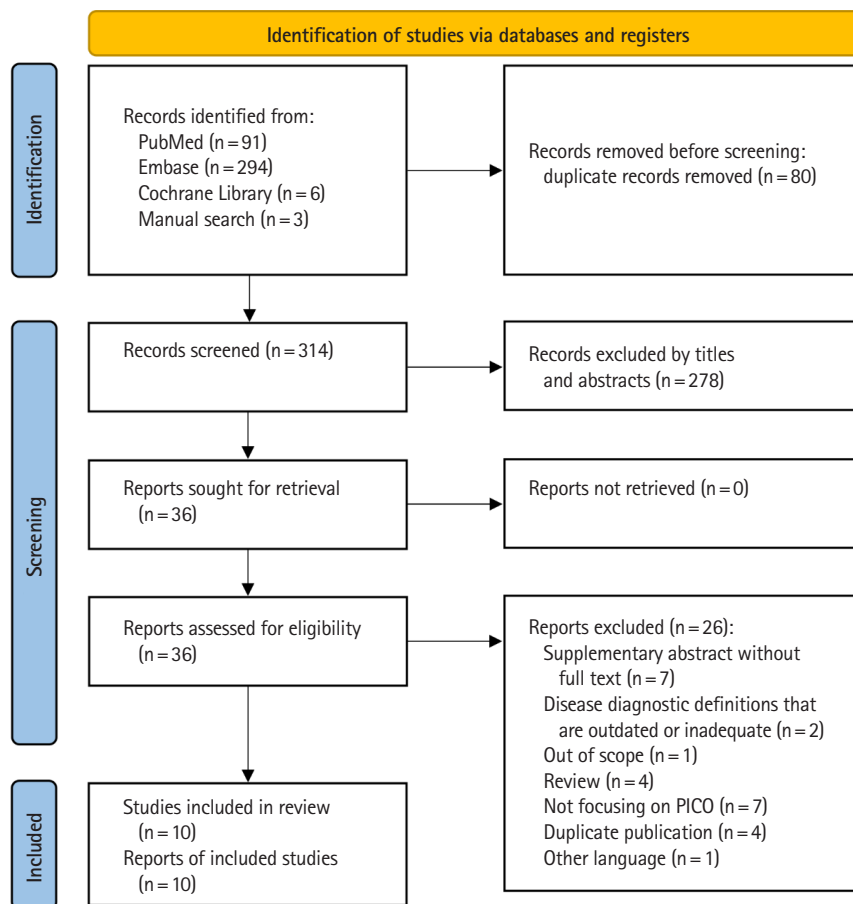 Identification of studies via databases and registers
Identification
Records identified from:
PubMed (n=91)
Embase (n=294)
Cochrane Library (n=6)
Manual search (n=3)
Records removed before screening:
duplicate records removed (n=80)
Screening
Records screened (n=314)
Records excluded by titles
and abstracts (n=278)
Reports sought for retrieval
(n=36)
Reports not retrieved (n=0)
Reports assessed for eligibility
(n=36)
Reports excluded (n=26):
Supplementary abstract without
full text (n=7)
Disease diagnostic definitions that
are outdated or inadequate (n=2)
Out of scope (n=1)
Review (n=4)
Not focusing on PICO (n=7)
Duplicate publication (n=4)
Other language (n=1)
Included
Studies included in review
(n=10)
Reports of included studies
(n=10)